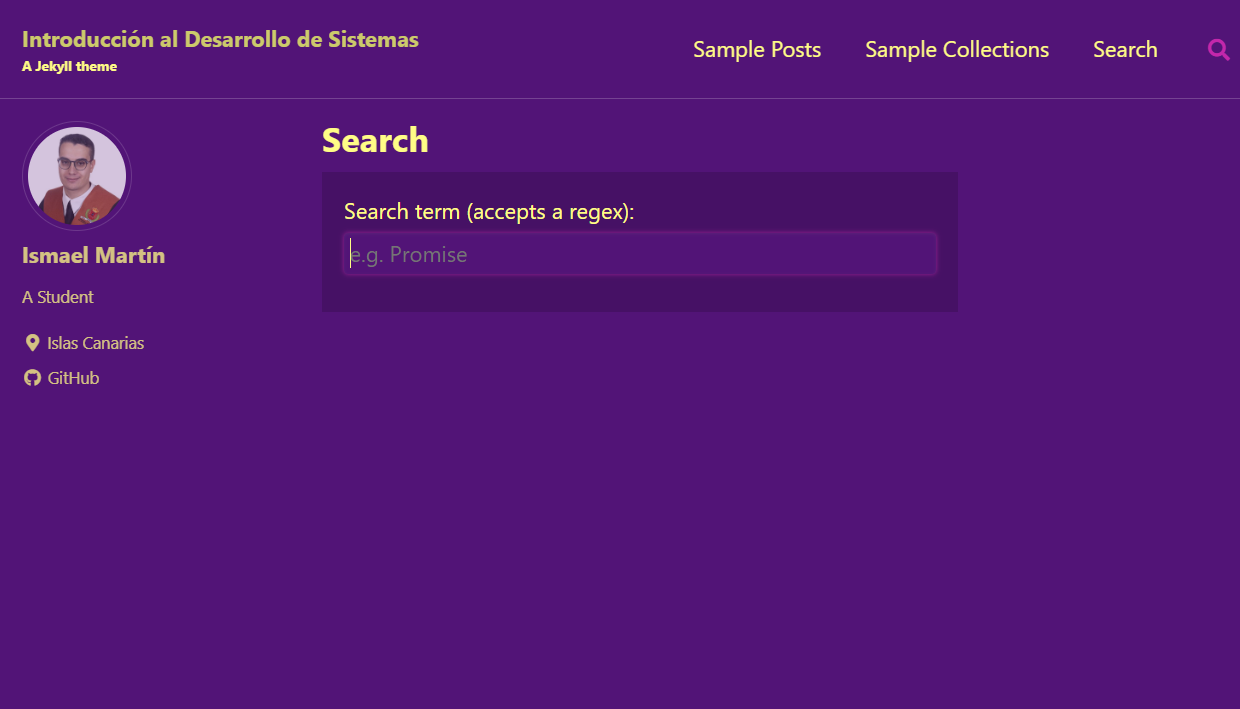 Introducción al Desarrollo de Sistemas
A Jekyll theme
Sample Posts
Sample Collections
Search
Ismael Martín
A Student
Islas Canarias
GitHub
Search
Search term (accepts a regex):
e.g. Promise